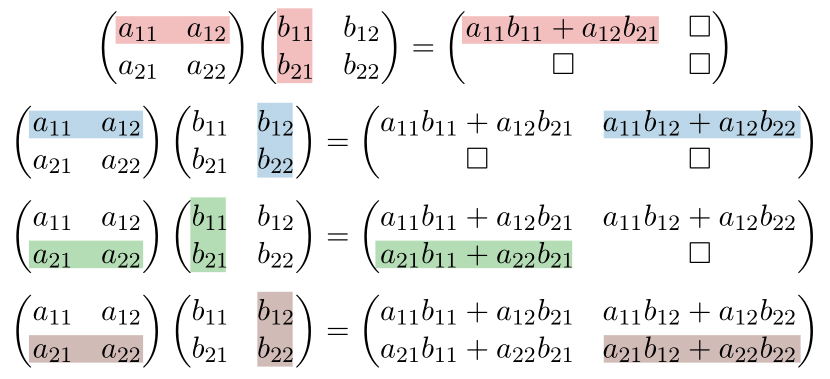 (a₁₁ a₁₂) (b₁₁ b₁₂) = (a₁₁b₁₁ + a₁₂b₂₁ □)
(a₂₁ a₂₂) (b₂₁ b₂₂) (□ □)
(a₁₁ a₁₂) (b₁₁ b₁₂) = (a₁₁b₁₁ + a₁₂b₂₁ a₁₁b₁₂ + a₁₂b₂₂)
(a₂₁ a₂₂) (b₂₁ b₂₂) (□ □)
(a₁₁ a₁₂) (b₁₁ b₁₂) = (a₁₁b₁₁ + a₁₂b₂₁ a₁₁b₁₂ + a₁₂b₂₂)
(a₂₁ a₂₂) (b₂₁ b₂₂) (a₂₁b₁₁ + a₂₂b₂₁ □)
(a₁₁ a₁₂) (b₁₁ b₁₂) = (a₁₁b₁₁ + a₁₂b₂₁ a₁₁b₁₂ + a₁₂b₂₂)
(a₂₁ a₂₂) (b₂₁ b₂₂) (a₂₁b₁₁ + a₂₂b₂₁ a₂₁b₁₂ + a₂₂b₂₂)